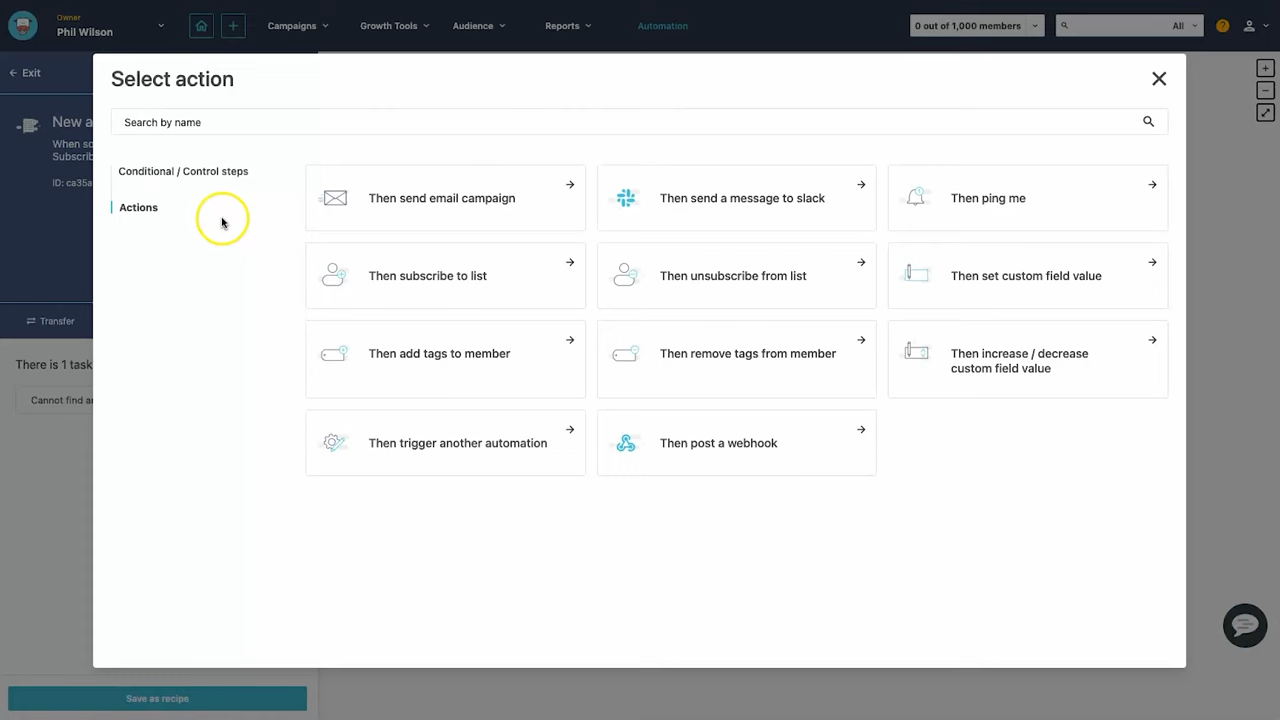 Owner
Phil Wilson
Campaigns
Growth Tools
Audience
Reports
Automation
0 out of 1,000 members
All
?
Exit
Select action
Search by name
New a
When so
Subscribe
ID: ca35a
Transfer
There is 1 task
Cannot find an
Save as recipe
Conditional / Control steps
Actions
Then send email campaign
Then send a message to slack
Then ping me
Then subscribe to list
Then unsubscribe from list
Then set custom field value
Then add tags to member
Then remove tags from member
Then increase / decrease
custom field value
Then trigger another automation
Then post a webhook